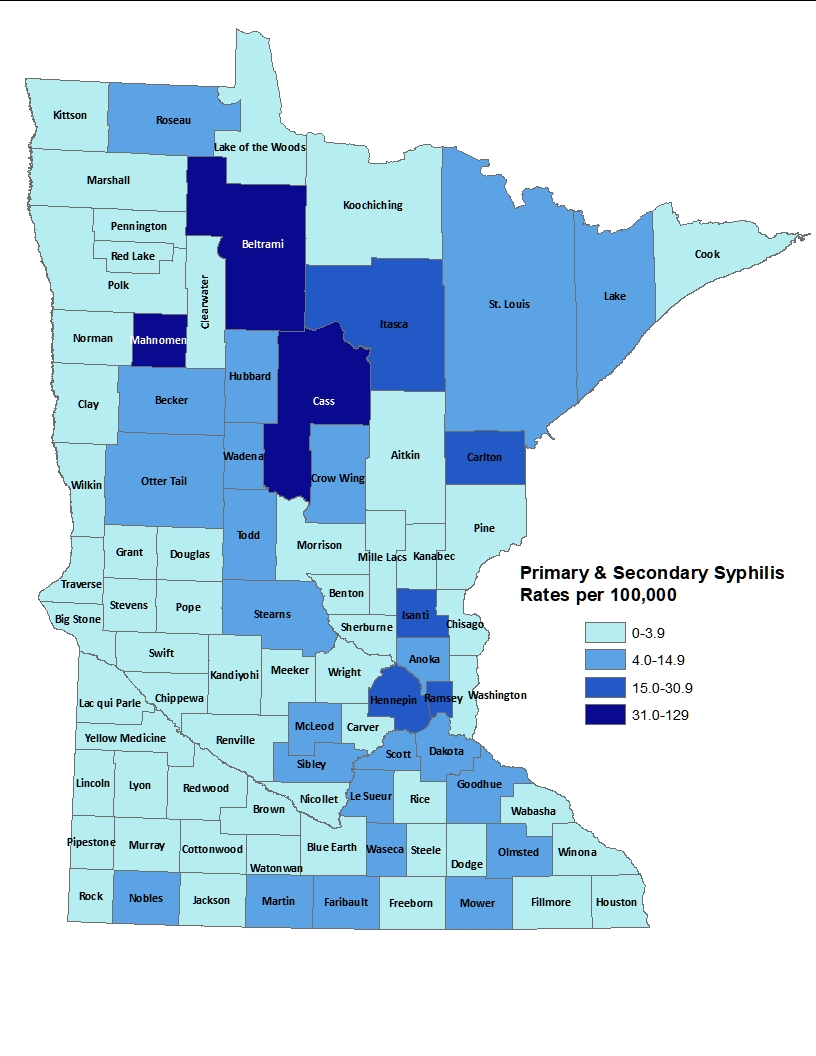 Kittson
Roseau
Lake of the Woods
Marshall
Koochiching
Pennington
Beltrami
Red Lake
Cook
Polk
Clearwater
St. Louis
Lake
Itasca
Norman
Mahnomen
Hubbard
Becker
Cass
Clay
Wadena
Aitkin
Carlton
Crow Wing
Otter Tail
Wilkin
Pine
Todd
Morrison
Grant
Douglas
Mille Lacs
Kanabec
Primary & Secondary Syphilis
Rates per 100,000
0-3.9
4.0-14.9
15.0-30.9
31.0-129
Traverse
Benton
Stevens
Pope
Stearns
Isanti
Big Stone
Sherburne
Chisago
Swift
Anoka
Kandiyohi
Meeker
Wright
Washington
Lac qui Parle
Chippewa
Hennepin
Ramsey
McLeod
Carver
Yellow Medicine
Renville
Scott
Dakota
Sibley
Lincoln
Lyon
Redwood
Goodhue
Nicollet
Le Sueur
Rice
Brown
Wabasha
Pipestone
Murray
Cottonwood
Blue Earth
Waseca
Steele
Olmsted
Winona
Watonwan
Dodge
Rock
Nobles
Jackson
Martin
Faribault
Freeborn
Mower
Fillmore
Houston